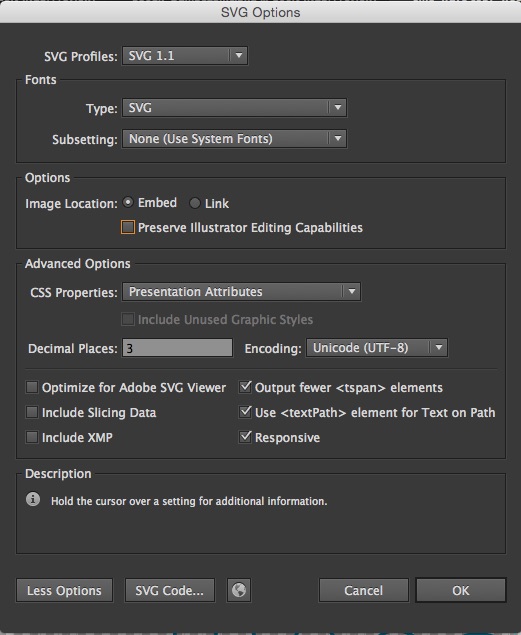 SVG Options
SVG Profiles: SVG 1.1
Fonts
Type: SVG
Subsetting: None (Use System Fonts)
Options
Image Location: Embed Link
Preserve Illustrator Editing Capabilities
Advanced Options
CSS Properties: Presentation Attributes
Include Unused Graphic Styles
Decimal Places: 3 Encoding: Unicode (UTF-8)
Optimize for Adobe SVG Viewer Output fewer <tspan> elements
Include Slicing Data Use <textPath> element for Text on Path
Include XMP Responsive
Description
Hold the cursor over a setting for additional information.
Less Options SVG Code... Cancel OK